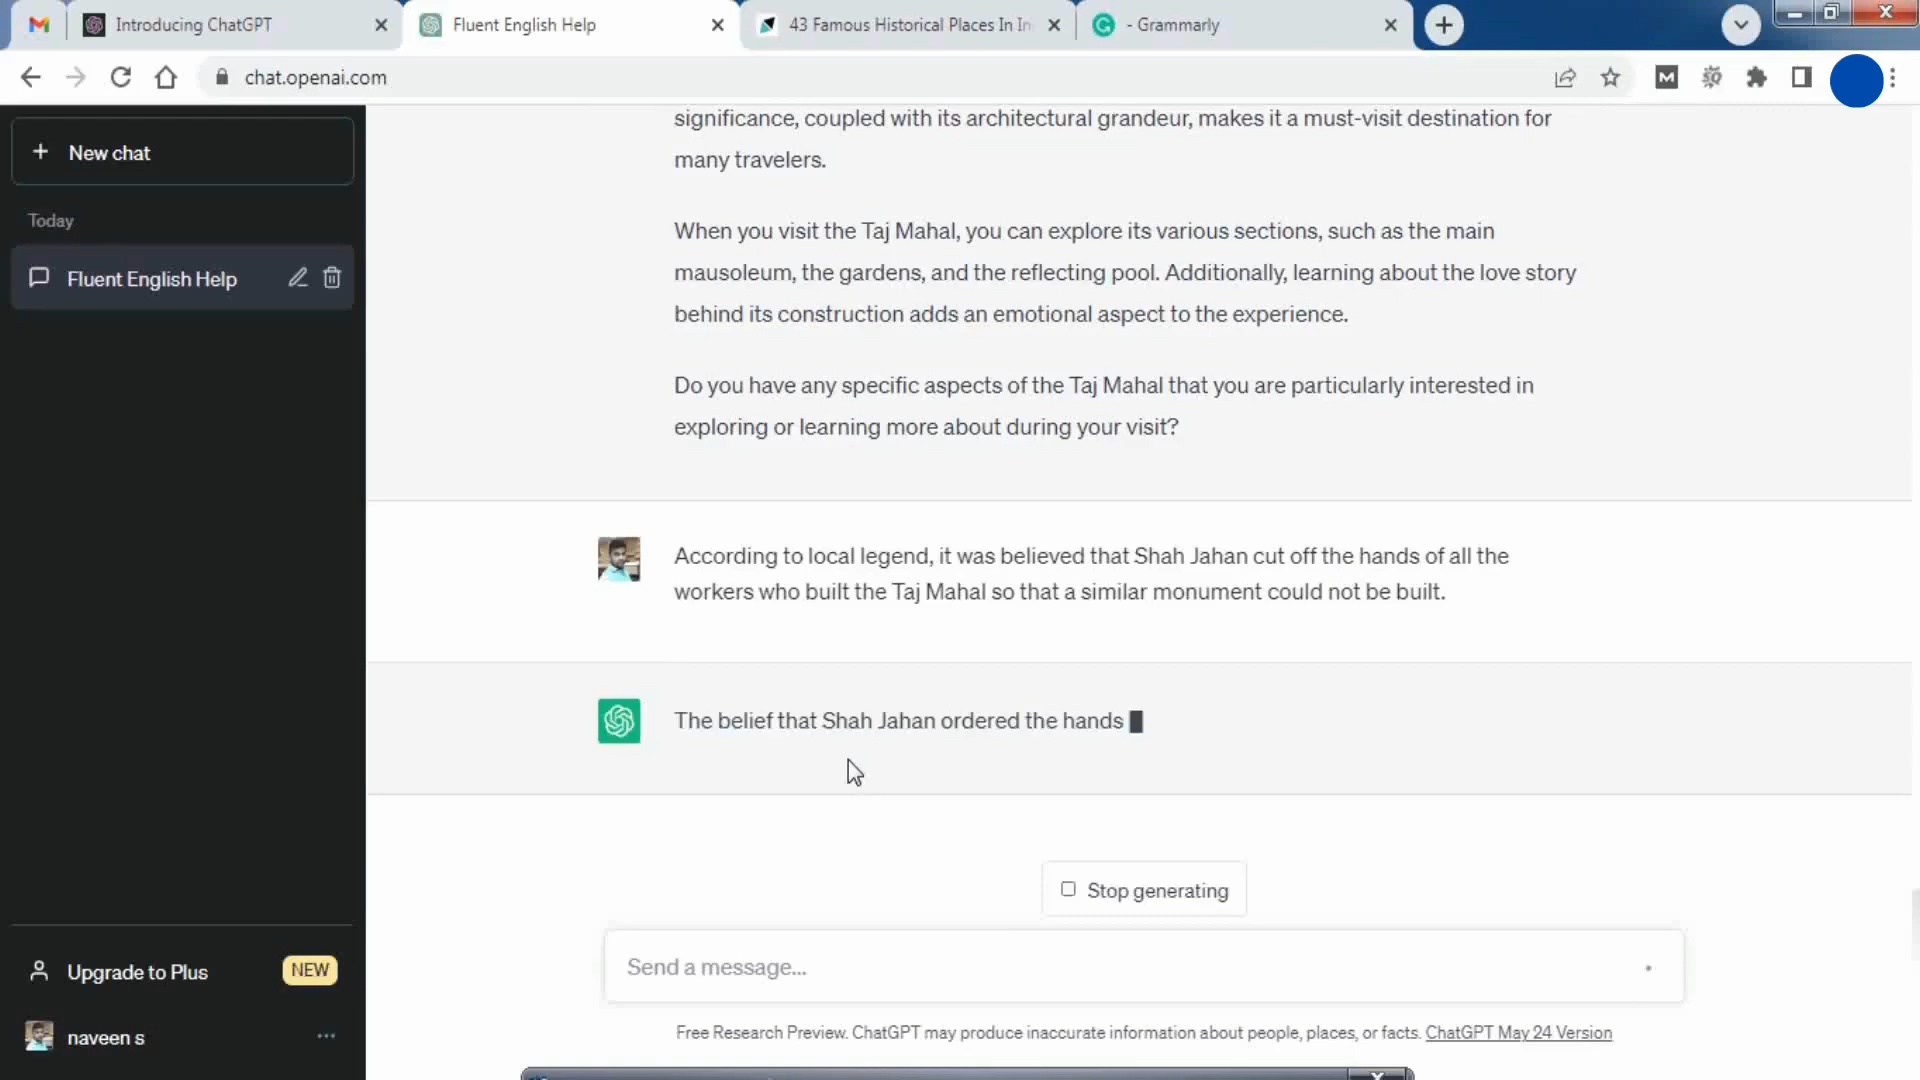 Introducing ChatGPT
Fluent English Help
43 Famous Historical Places In In
- Grammarly
chat.openai.com
+ New chat
Today
Fluent English Help
significance, coupled with its architectural grandeur, makes it a must-visit destination for
many travelers.
When you visit the Taj Mahal, you can explore its various sections, such as the main
mausoleum, the gardens, and the reflecting pool. Additionally, learning about the love story
behind its construction adds an emotional aspect to the experience.
Do you have any specific aspects of the Taj Mahal that you are particularly interested in
exploring or learning more about during your visit?
According to local legend, it was believed that Shah Jahan cut off the hands of all the
workers who built the Taj Mahal so that a similar monument could not be built.
The belief that Shah Jahan ordered the hands
Stop generating
Send a message...
Free Research Preview. ChatGPT may produce inaccurate information about people, places, or facts. ChatGPT May 24 Version
Upgrade to Plus NEW
naveen s ...